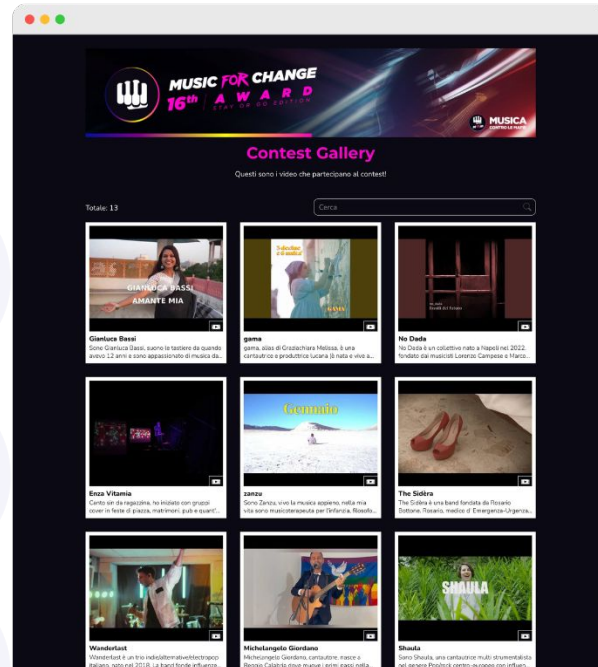 MUSIC FOR CHANGE
16th AWARD
STAY OR GO EDITION
MUSICA
CONTRO LE MAFIE
Contest Gallery
Questi sono i video che partecipano al contest!
Totale: 13
Cerca
GIANLUCA BASSI
AMANTE MIA
GAMA
Gianluca Bassi
Sono Gianluca Bassi, suono le tastiere da quando
avevo 12 anni e sono appassionato di musica da...
gama
gama, alias di Graziachiara Melissa, è una
cantautrice e produttrice lucana (è nata e vive a...
No Dada
No Dada è un collettivo nato a Napoli nel 2022,
fondato dai musicisti Lorenzo Campese e Marco...
Gennaio
Enza Vitamia
Canto sin da ragazzina, ho iniziato con gruppi
cover in feste di piazza, matrimoni, pub e quant'...
zanzu
Sono Zanzu, vivo la musica appieno, nella mia
vita sono musicoterapeuta per l'infanzia, filosofo...
The Sidèra
The Sidèra è una band fondata da Rosario
Bottone. Rosario, medico d'Emergenza-Urgenza...
SHAULA
Wanderlast
Wanderlast è un trio indie/alternative/electropop
italiano, nato nel 2018. La band fonde influenze...
Michelangelo Giordano
Michelangelo Giordano, cantautore, nasce a
Reggio Calabria dove muove i primi passi nella
Shaula
Sono Shaula, una cantautrice multi strumentalista
nel genere Pop/rock centro-europeo con influen...